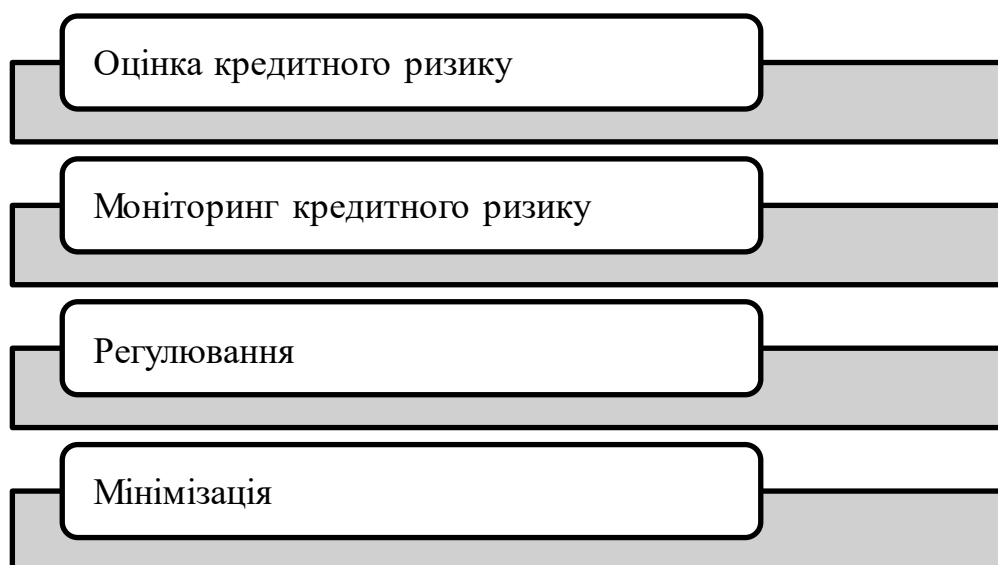 Оцінка кредитного ризику
Моніторинг кредитного ризику
Регулювання
Мінімізація